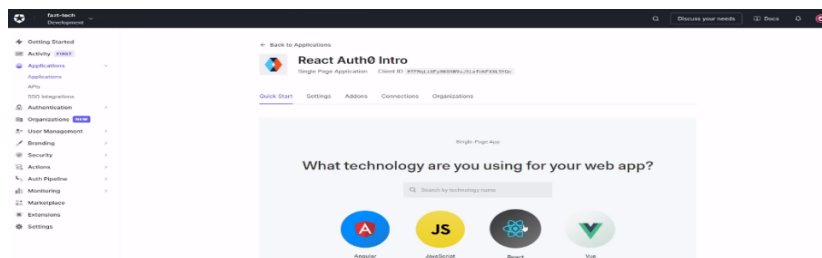 fast-tech
Development
Discuss your needs
Docs
Getting Started
Activity FIRST
Applications
Applications
APIs
SSO Integrations
Authentication
Organizations NEW
User Management
Branding
Security
Actions
Auth Pipeline
Monitoring
Marketplace
Extensions
Settings
← Back to Applications
React Auth0 Intro
Single Page Application Client ID
Quick Start Settings Addons Connections Organizations
Single-Page App
What technology are you using for your web app?
Search by technology name
A JS
Angular JavaScript React Vue